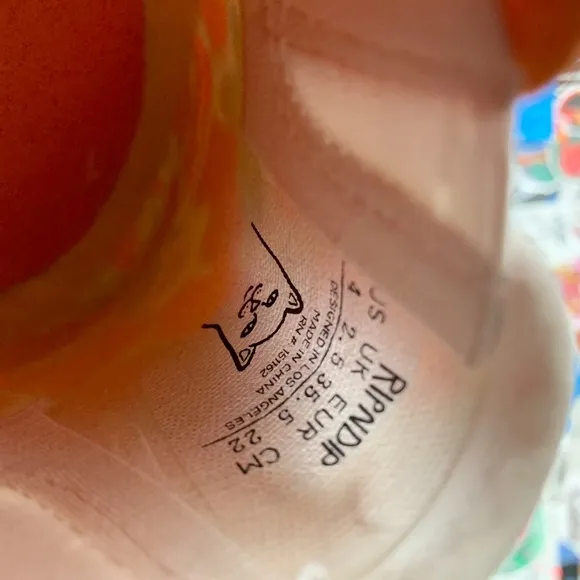 RIPNDIP
US UK EUR CM
4 2.5 35.5 22
DESIGNED IN LOS ANGELES
MADE IN CHINA
RN # 151162